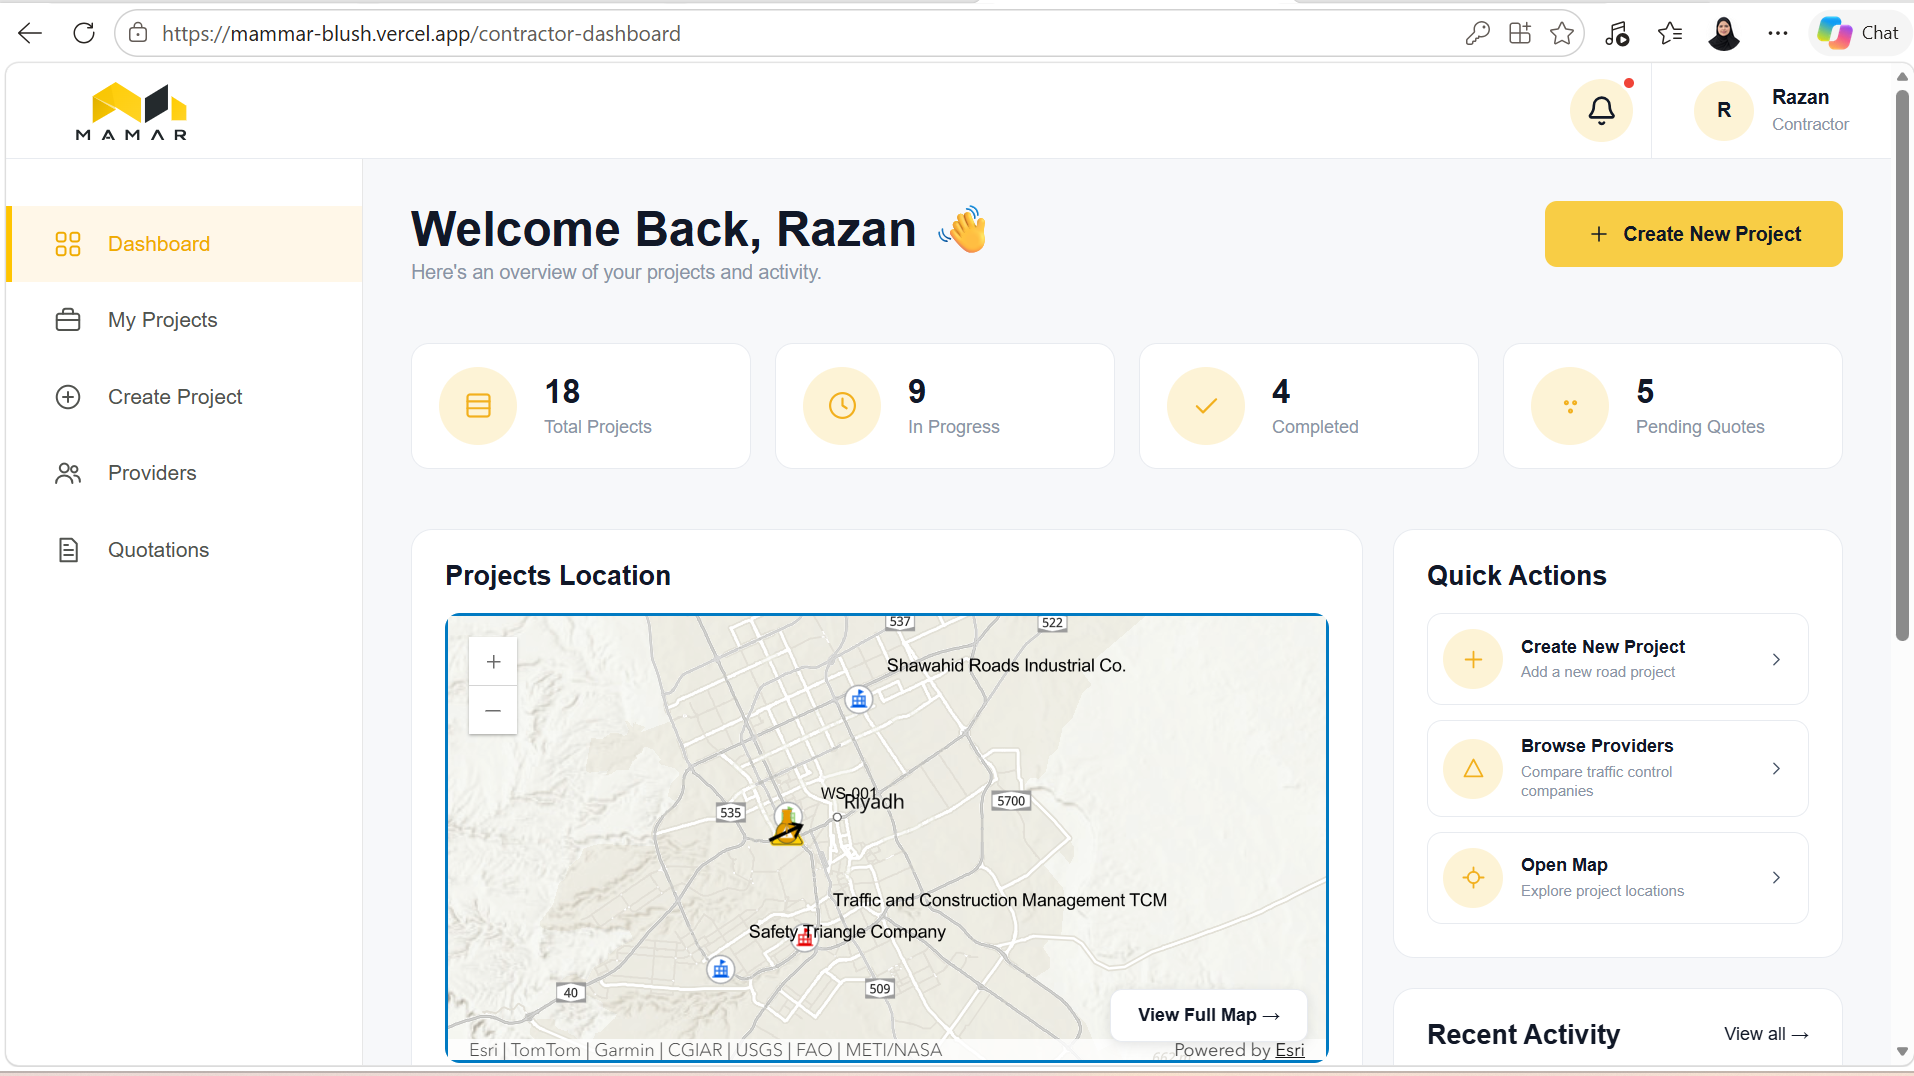 https://mammar-blush.vercel.app/contractor-dashboard
Chat
MAMAR
R
Razan
Contractor
Dashboard
My Projects
Create Project
Providers
Quotations
Welcome Back, Razan 👋
Here's an overview of your projects and activity.
+ Create New Project
18
Total Projects
9
In Progress
4
Completed
5
Pending Quotes
Projects Location
+
−
537
522
Shawahid Roads Industrial Co.
WS-001
Riyadh
535
5700
Traffic and Construction Management TCM
Safety Triangle Company
40
509
View Full Map →
Esri | TomTom | Garmin | CGIAR | USGS | FAO | METI/NASA
Powered by Esri
Quick Actions
Create New Project
Add a new road project
Browse Providers
Compare traffic control
companies
Open Map
Explore project locations
Recent Activity
View all →